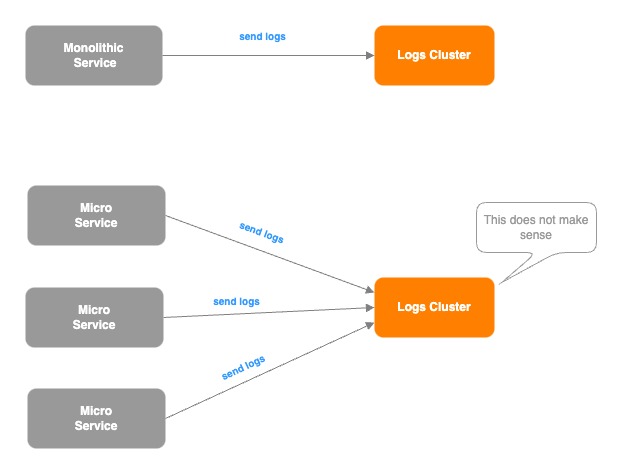 send logs
Monolithic
Service
Logs Cluster
Micro
Service
send logs
This does not make
sense
Micro
Service
send logs
Logs Cluster
send logs
Micro
Service